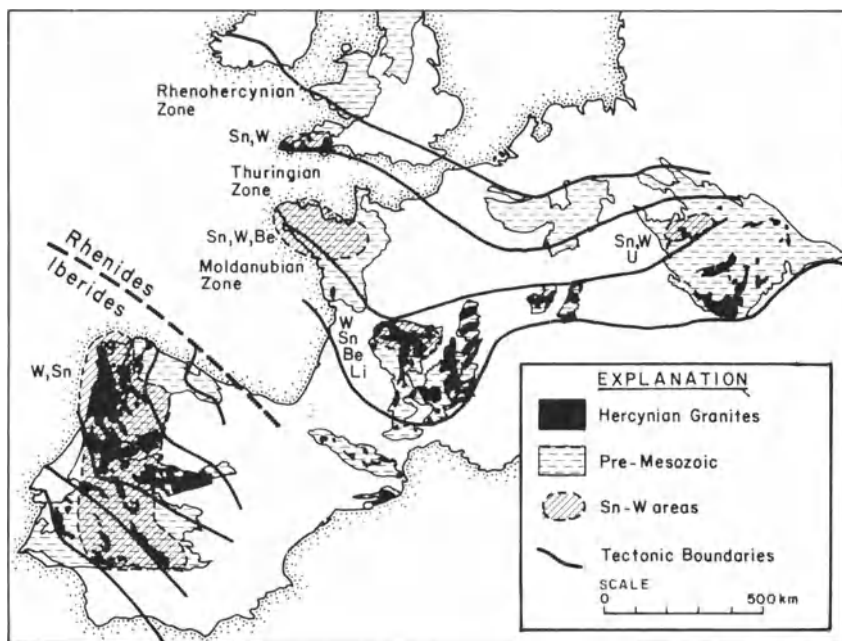 Rhenohercynian
Zone
Sn,W
Thuringian
Zone
Sn,W,Be
Moldanubian
Zone
Sn,W
U
Rhenides
Iberides
W
Sn
Be
Li
W,Sn
EXPLANATION
Hercynian Granites
Pre-Mesozoic
Sn-W areas
Tectonic Boundaries
SCALE
0 500 km